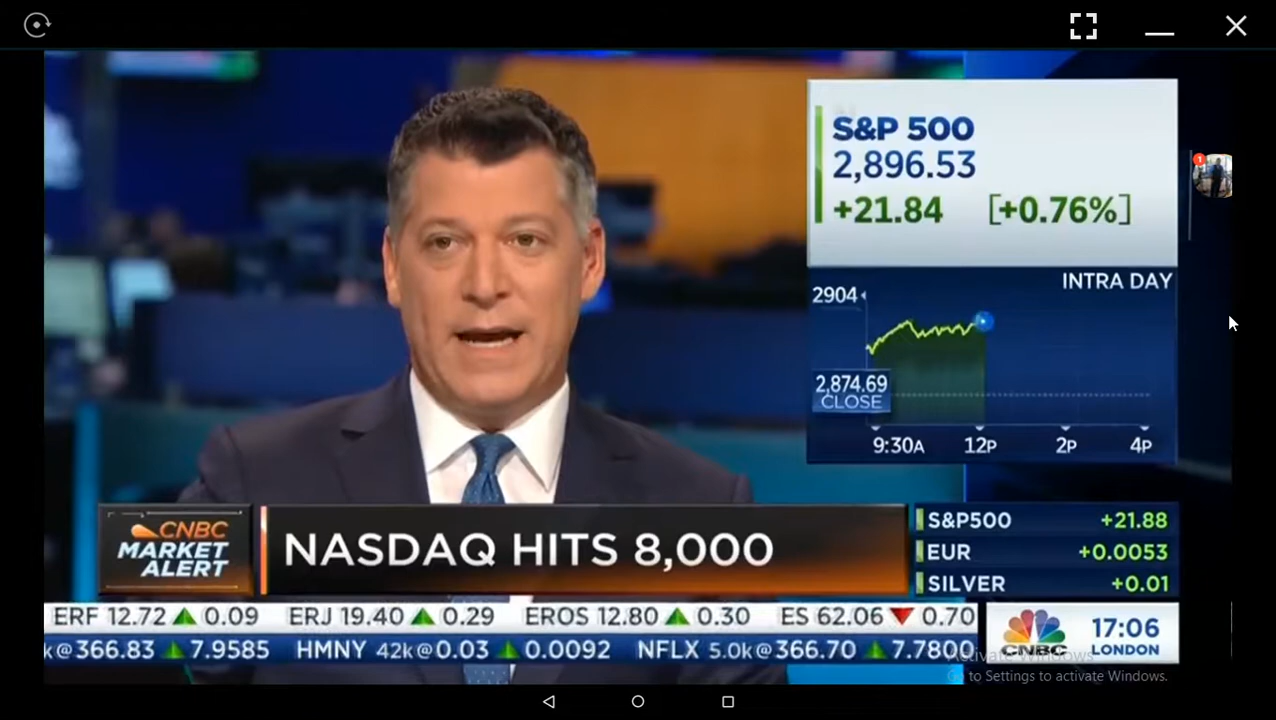 S&P 500
2,896.53
+21.84 [+0.76%]
INTRA DAY
2904
2,874.69
CLOSE
9:30A 12P 2P 4P
1
CNBC
MARKET
ALERT
NASDAQ HITS 8,000
S&P500 +21.88
EUR +0.0053
SILVER +0.01
ERF 12.72 ▲ 0.09 ERJ 19.40 ▲ 0.29 EROS 12.80 ▲ 0.30 ES 62.06 ▼ 0.70
k@366.83 ▲ 7.9585 HMNY 42k@0.03 ▲ 0.0092 NFLX 5.0k@366.70 ▲ 7.7800
CNBC
17:06
LONDON
Activate Windows
Go to Settings to activate Windows.